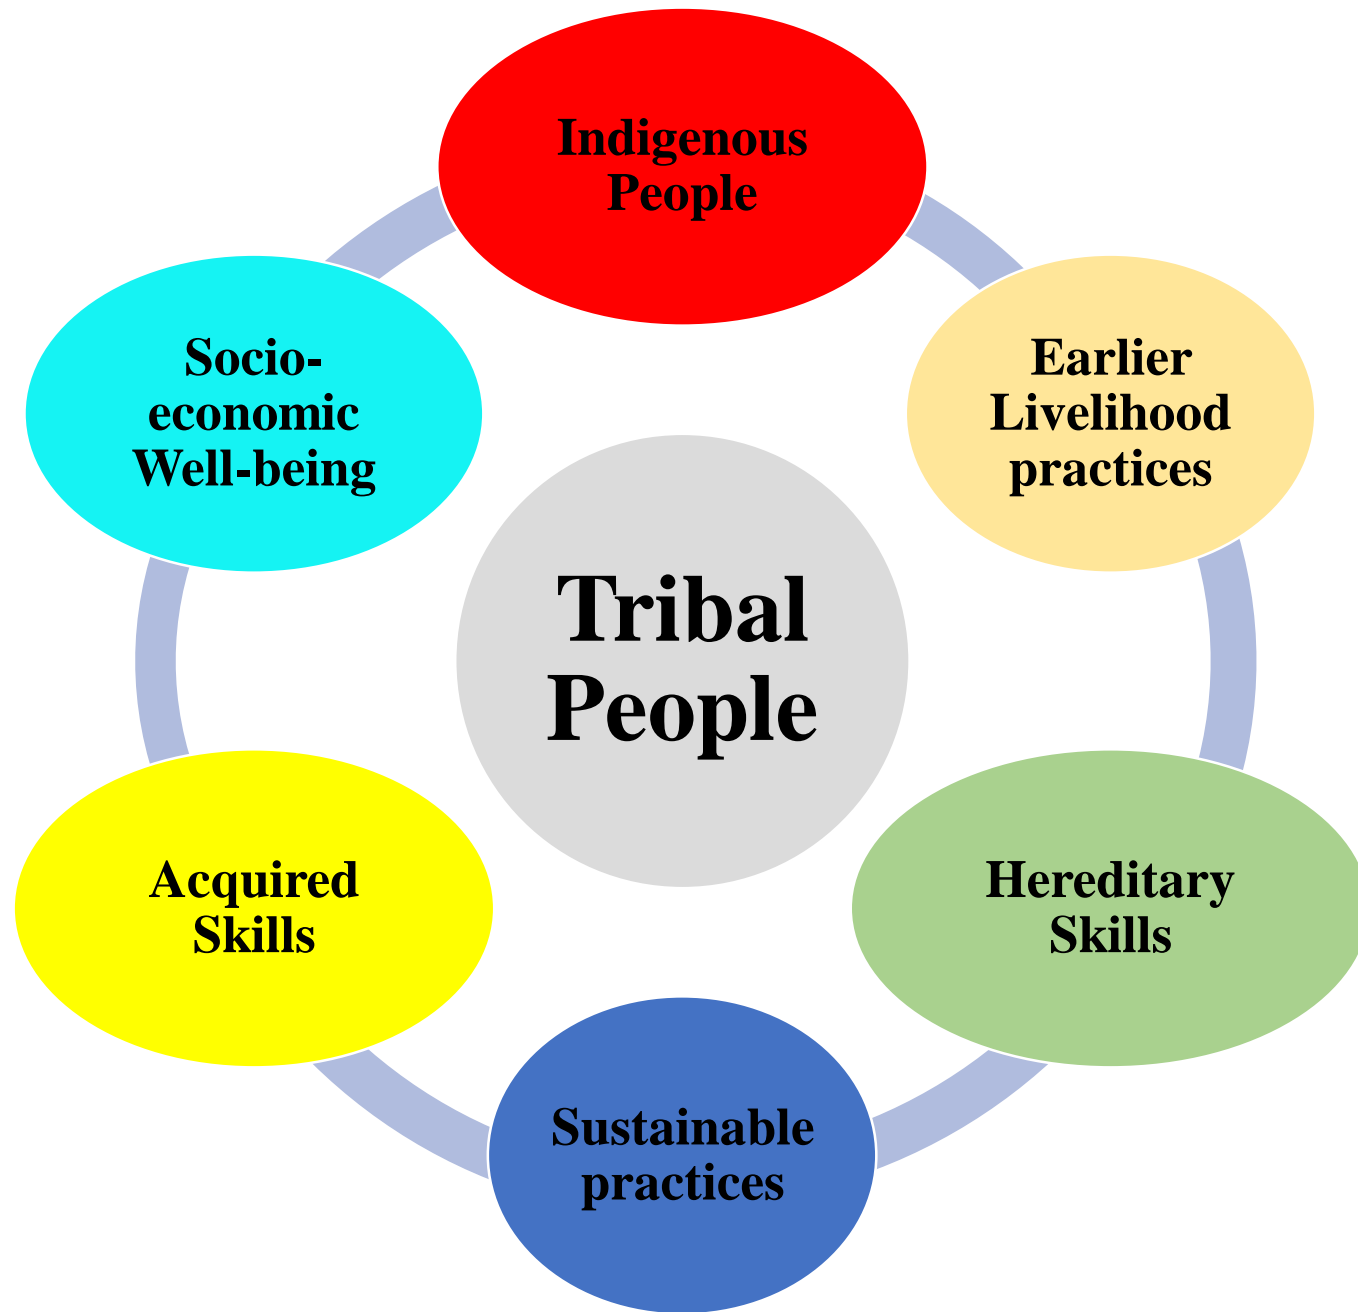 Indigenous
People
Earlier
Livelihood
practices
Hereditary
Skills
Sustainable
practices
Acquired
Skills
Socio-
economic
Well-being
Tribal
People